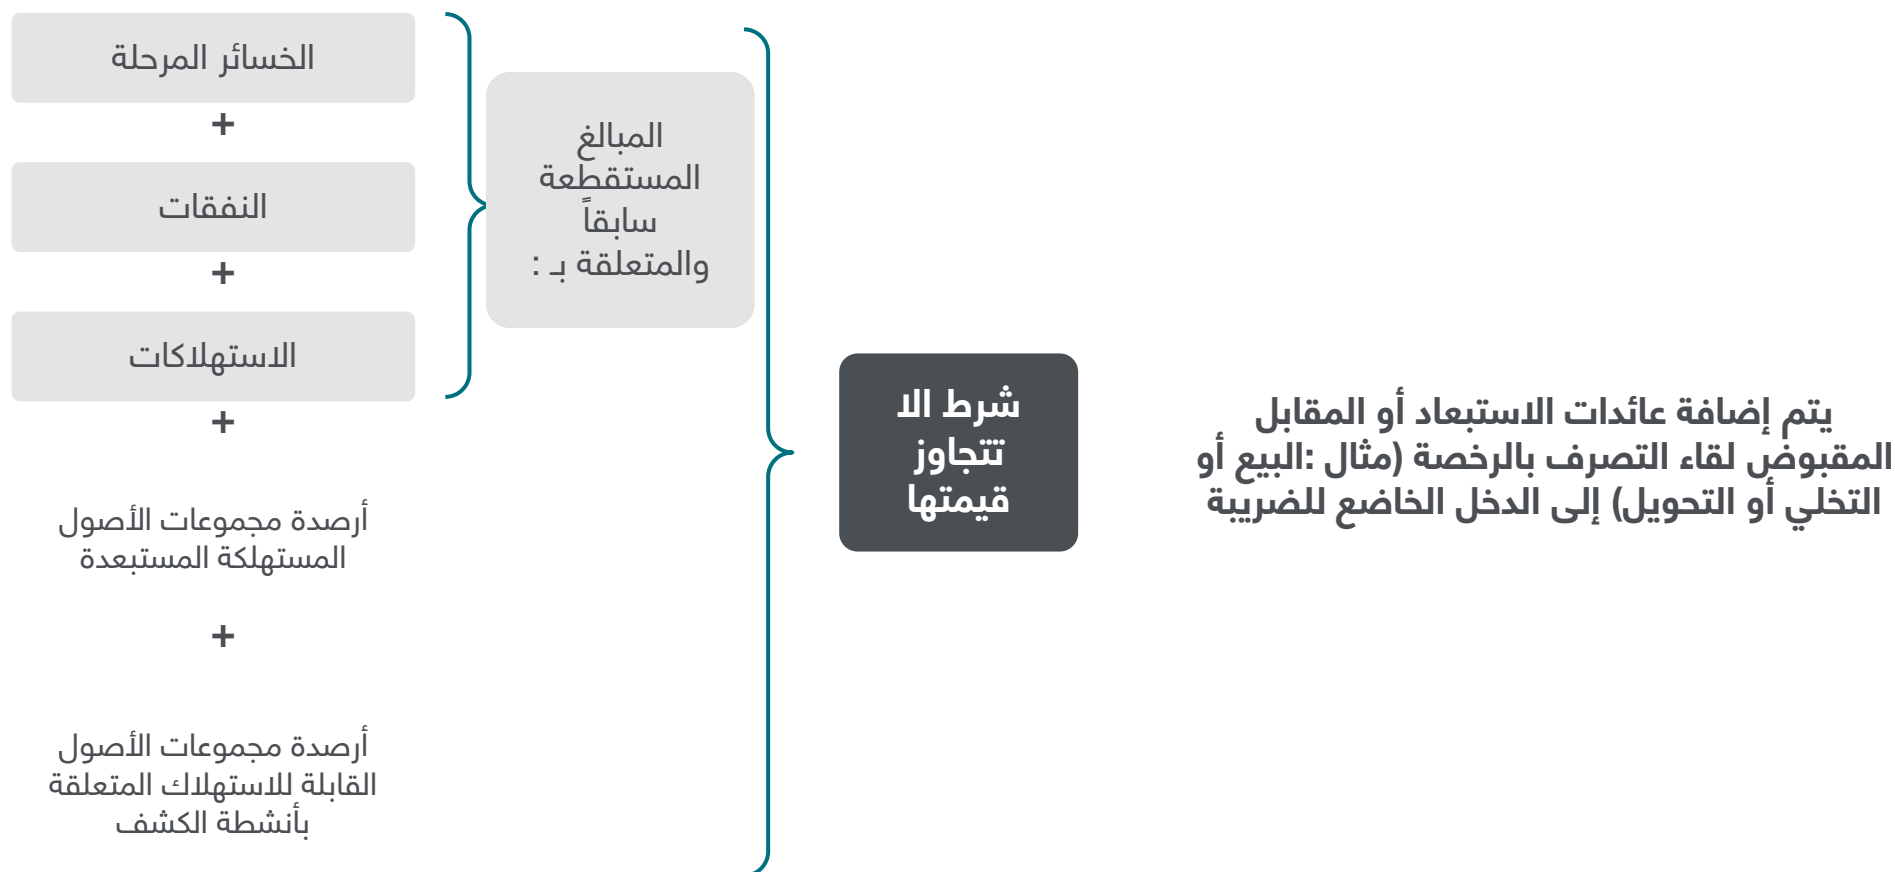 يتم إضافة عائدات الاستبعاد أو المقابل
المقبوض لقاء التصرف بالرخصة (مثال :البيع أو
التخلي أو التحويل) إلى الدخل الخاضع للضريبة
شرط الا
تتجاوز
قيمتها
المبالغ
المستقطعة
سابقاً
والمتعلقة بـ :
الخسائر المرحلة
+
النفقات
+
الاستهلاكات
+
أرصدة مجموعات الأصول
المستهلكة المستبعدة
+
أرصدة مجموعات الأصول
القابلة للاستهلاك المتعلقة
بأنشطة الكشف